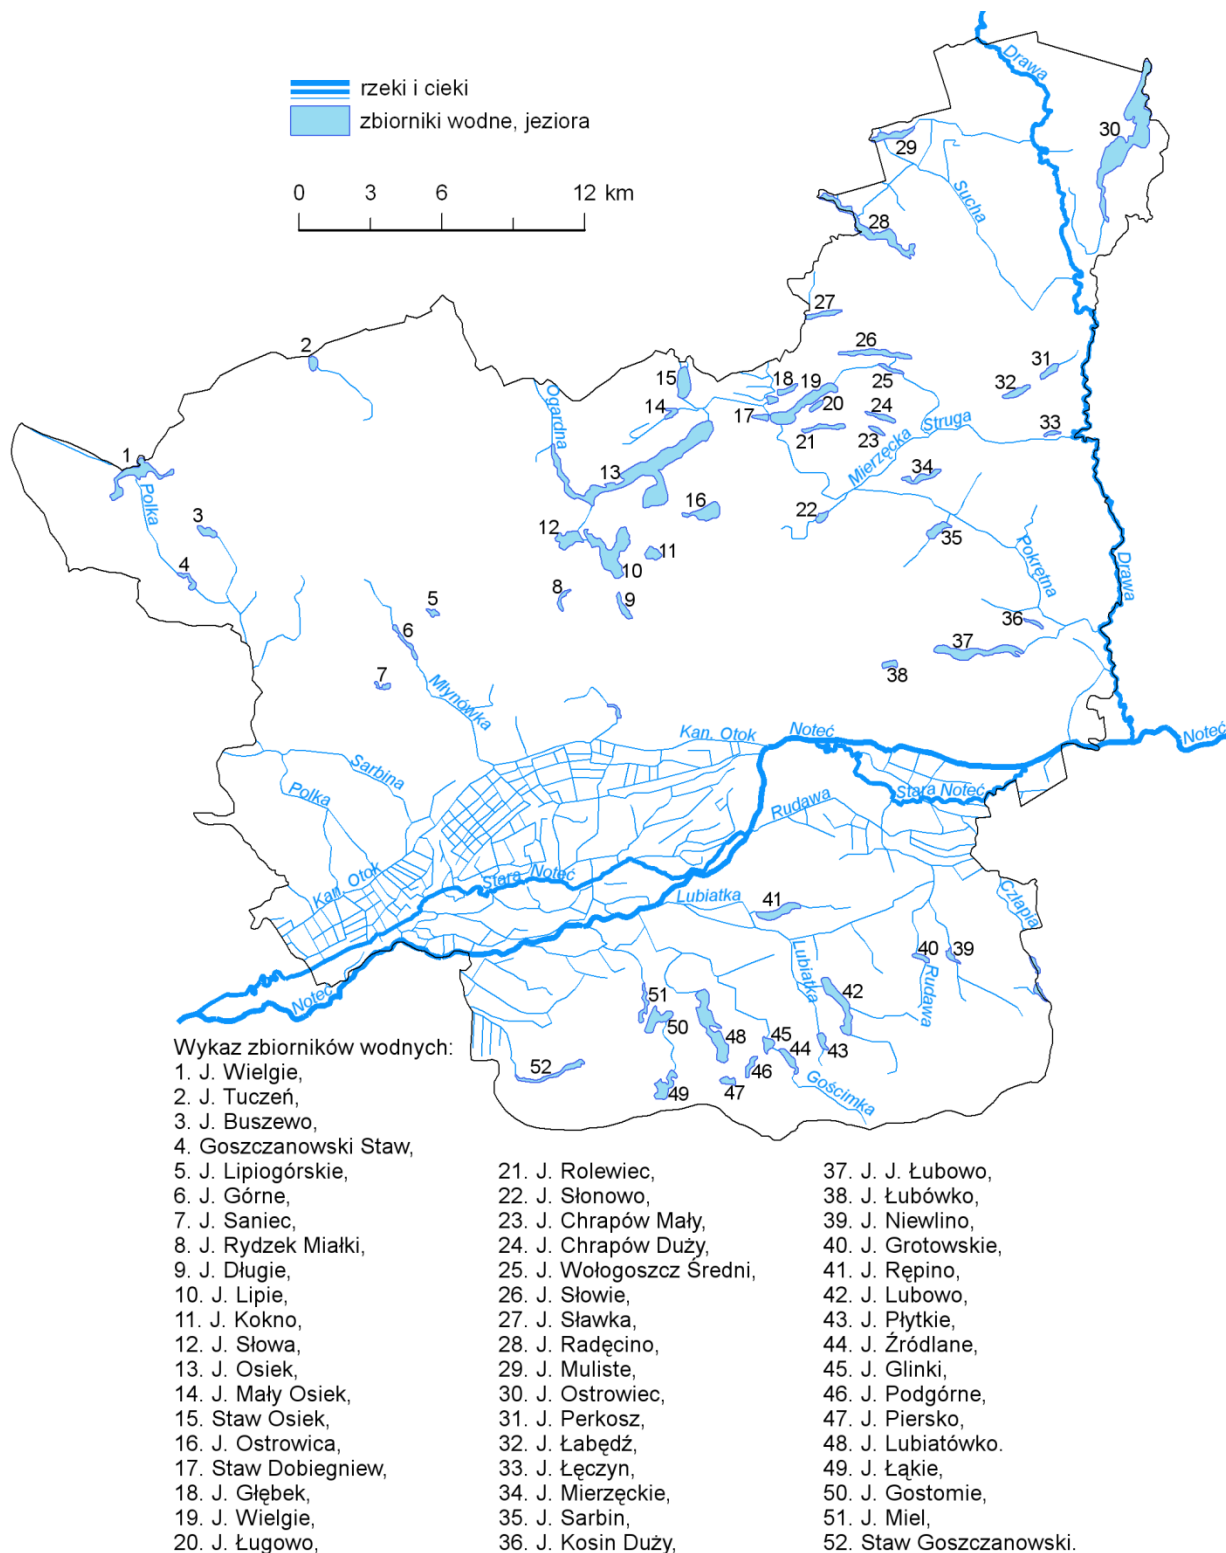 rzeki i cieki
zbiorniki wodne, jeziora
0 3 6 12 km
Drawa
30
29
Sucha
28
27
26
2
15
18
19
25
31
32
Ogardna
14
17
20
24
21
23
Struga
33
1
13
Mierzęcka
34
Polka
16
22
3
12
35
11
Pokrętna
Drawa
4
10
8
9
5
36
6
37
38
7
Młynówka
Kan. Otok
Noteć
Noteć
Sarbina
Polka
Stara Noteć
Rudawa
Kan. Otok
Stara Noteć
Lubiatka
41
Człapia
Lubiatka
40
39
Rudawa
Noteć
51
42
50
48
45
43
44
52
46
49
47
Gościmka
Wykaz zbiorników wodnych:
1. J. Wielgie,
2. J. Tuczeń,
3. J. Buszewo,
4. Goszczanowski Staw,
5. J. Lipiogórskie,
6. J. Górne,
7. J. Saniec,
8. J. Rydzek Miałki,
9. J. Długie,
10. J. Lipie,
11. J. Kokno,
12. J. Słowa,
13. J. Osiek,
14. J. Mały Osiek,
15. Staw Osiek,
16. J. Ostrowica,
17. Staw Dobiegniew,
18. J. Głębek,
19. J. Wielgie,
20. J. Ługowo,
21. J. Rolewiec,
22. J. Słonowo,
23. J. Chrapów Mały,
24. J. Chrapów Duży,
25. J. Wołogoszcz Średni,
26. J. Słowie,
27. J. Sławka,
28. J. Radęcino,
29. J. Muliste,
30. J. Ostrowiec,
31. J. Perkosz,
32. J. Łabędź,
33. J. Łęczyn,
34. J. Mierzęckie,
35. J. Sarbin,
36. J. Kosin Duży,
37. J. J. Łubowo,
38. J. Łubówko,
39. J. Niewlino,
40. J. Grotowskie,
41. J. Rępino,
42. J. Lubowo,
43. J. Płytkie,
44. J. Źródlane,
45. J. Glinki,
46. J. Podgórne,
47. J. Piersko,
48. J. Lubiatówko.
49. J. Łąkie,
50. J. Gostomie,
51. J. Miel,
52. Staw Goszczanowski.